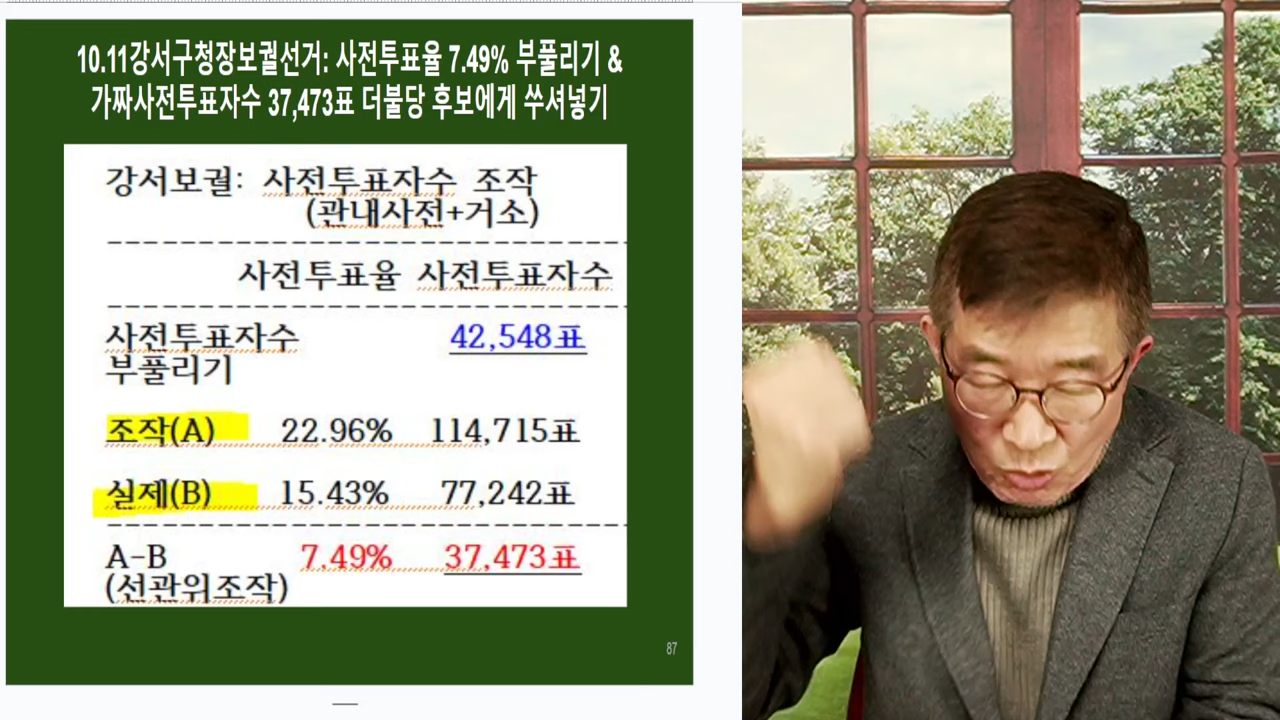 10.11강서구청장보궐선거: 사전투표율 7.49% 부풀리기 &
가짜사전투표자수 37,473표 더불당 후보에게 쑤셔넣기
강서보궐: 사전투표자수 조작
(관내사전+거소)
사전투표율 사전투표자수
사전투표자수 42,548표
부풀리기
조작(A) 22.96% 114,715표
실제(B) 15.43% 77,242표
A-B 7.49% 37,473표
(선관위조작)
87